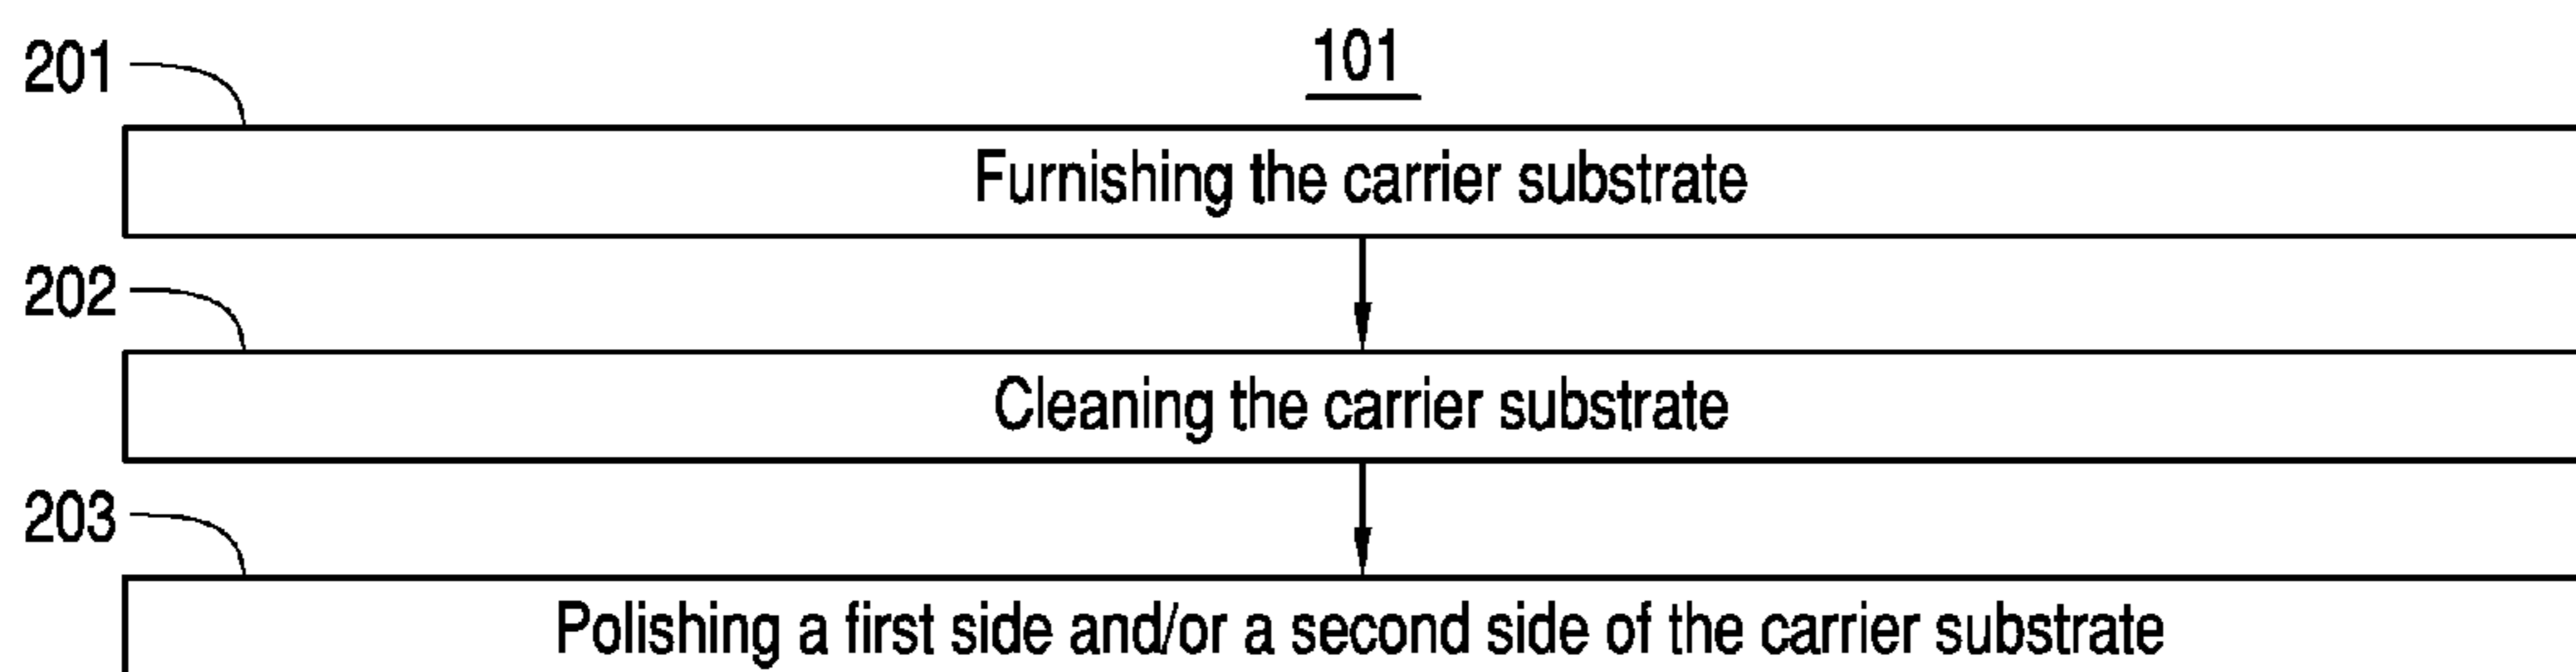 101
201
Furnishing the carrier substrate
202
Cleaning the carrier substrate
203
Polishing a first side and/or a second side of the carrier substrate